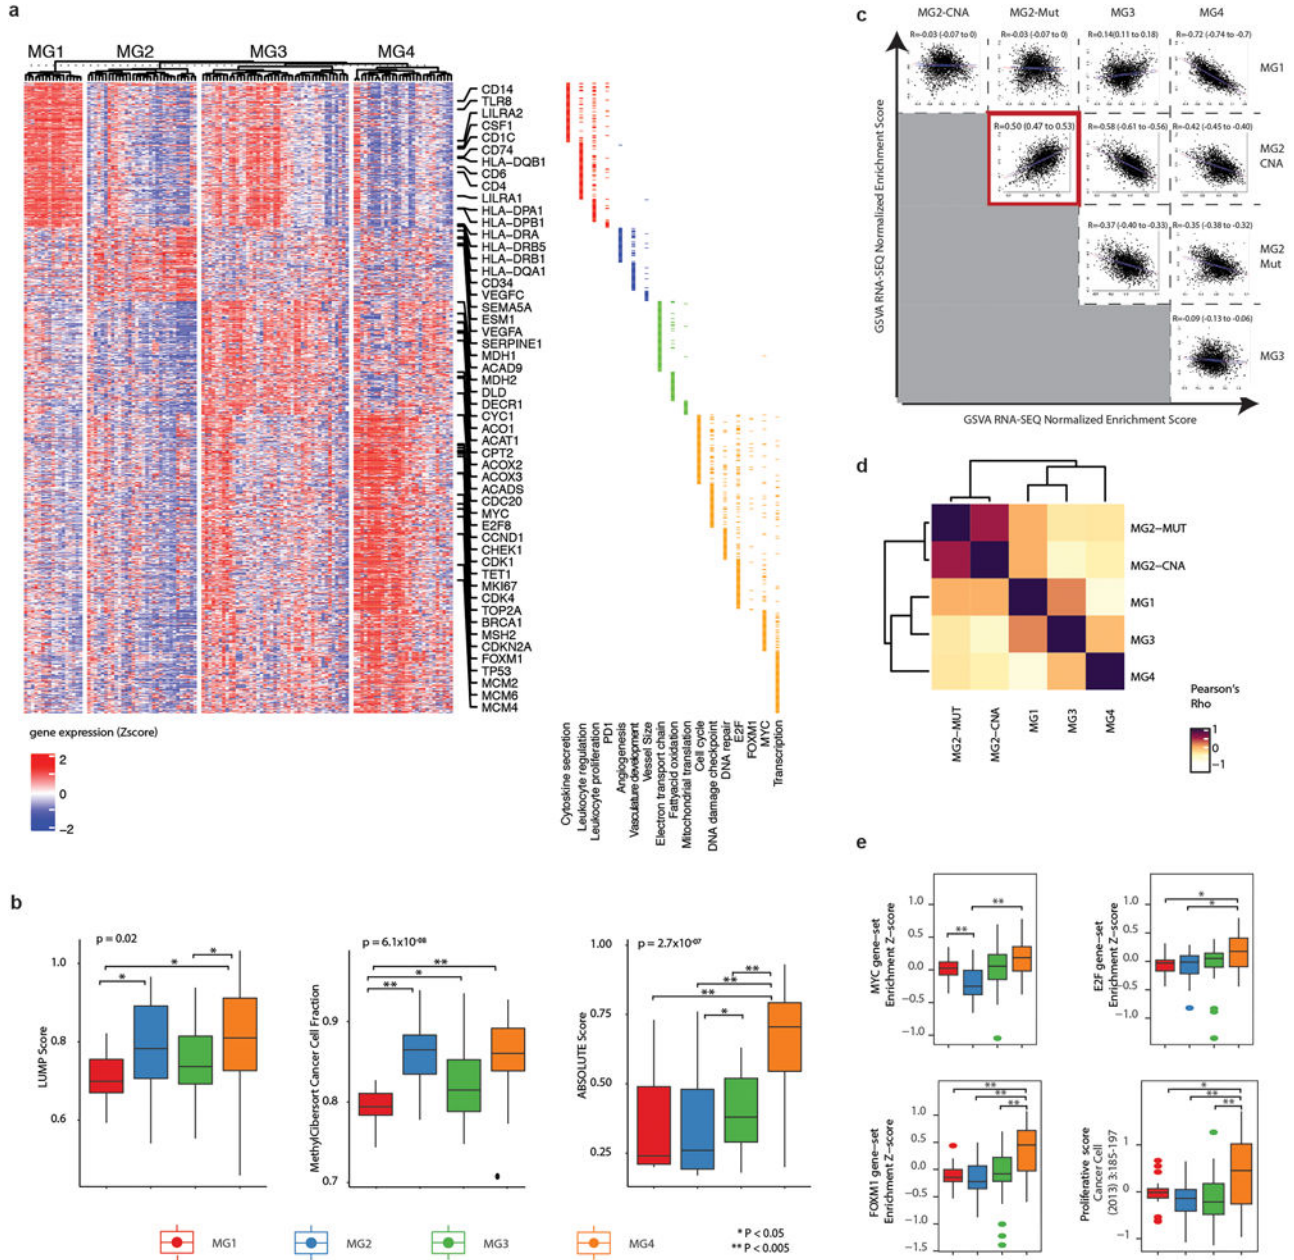 a
MG1 MG2 MG3 MG4
CD14
TLR8
LILRA2
CSF1
CD1C
CD74
HLA-DQB1
CD6
CD4
LILRA1
HLA-DPA1
HLA-DPB1
HLA-DRA
HLA-DRB5
HLA-DRB1
HLA-DQA1
CD34
VEGFC
SEMA5A
ESM1
VEGFA
SERPINE1
MDH1
ACAD9
MDH2
DLD
DECR1
CYC1
ACO1
ACAT1
CPT2
ACOX2
ACOX3
ACADS
CDC20
MYC
E2F8
CCND1
CHEK1
CDK1
TET1
MKI67
CDK4
TOP2A
BRCA1
MSH2
CDKN2A
FOXM1
TP53
MCM2
MCM6
MCM4
gene expression (Zscore)
2
0
-2
Cytoskine secretion
Leukocyte regulation
Leukocyte proliferation
PD1
Angiogenesis
Vasculature development
Vessel Size
Electron transport chain
Fattyacid oxidation
Mitochondrial translation
Cell cycle
DNA damage checkpoint
DNA repair
E2F
FOXM1
MYC
Transcription
b
p = 0.02
* *
* *
LUMP Score
1.0
0.8
0.6
p = 6.1x10-08
**
*
**
MethylCibersort Cancer Cell Fraction
0.9
0.8
0.7
p = 2.7x10-07
**
**
**
*
ABSOLUTE Score
1.00
0.75
0.50
0.25
MG1 MG2 MG3 MG4
* P < 0.05
** P < 0.005
c
MG2-CNA MG2-Mut MG3 MG4
R=-0.03 (-0.07 to 0) R=-0.03 (-0.07 to 0) R=0.14(0.11 to 0.18) R=-0.72 (-0.74 to -0.7)
MG1
R=0.50 (0.47 to 0.53) R=-0.58 (-0.61 to -0.56) R=-0.42 (-0.45 to -0.40)
MG2
CNA
R=-0.37 (-0.40 to -0.33) R=-0.35 (-0.38 to -0.32)
MG2
Mut
R=-0.09 (-0.13 to -0.06)
MG3
GSVA RNA-SEQ Normalized Enrichment Score
GSVA RNA-SEQ Normalized Enrichment Score
d
MG2-MUT
MG2-CNA
MG1
MG3
MG4
MG2-MUT
MG2-CNA
MG1
MG3
MG4
Pearson's
Rho
1
0
-1
e
MYC gene-set
Enrichment Z-score
1.0
0.5
0.0
-0.5
-1.0
**
**
E2F gene-set
Enrichment Z-score
1.0
0.5
0.0
-1.0
*
*
FOXM1 gene-set
Enrichment Z-score
1.0
0.5
0.0
-0.5
-1.0
-1.5
**
**
**
Proliferative score
Cancer Cell
(2013) 3:185-197
1
0
-1
*
**
**